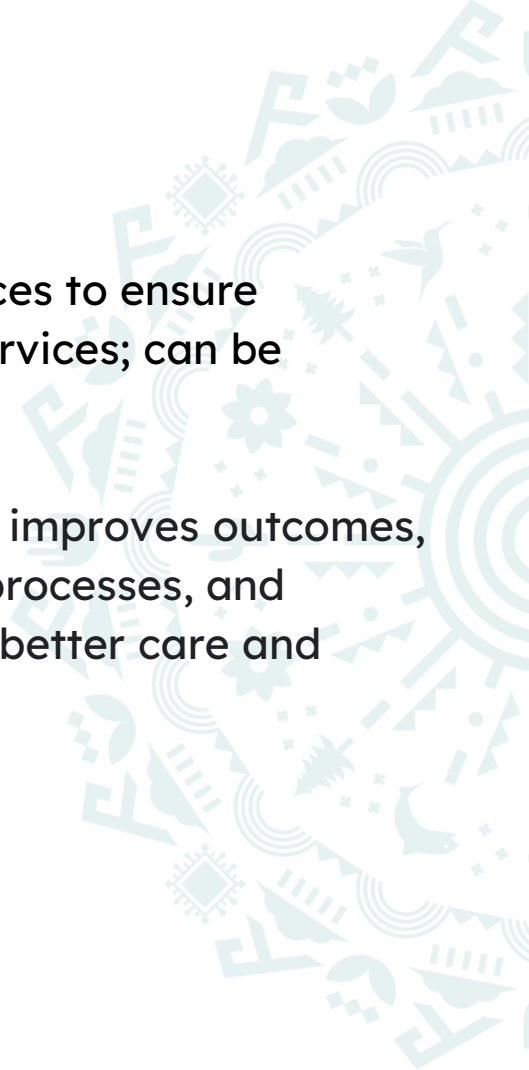 ces to ensure
rvices; can be
improves outcomes,
processes, and
better care and